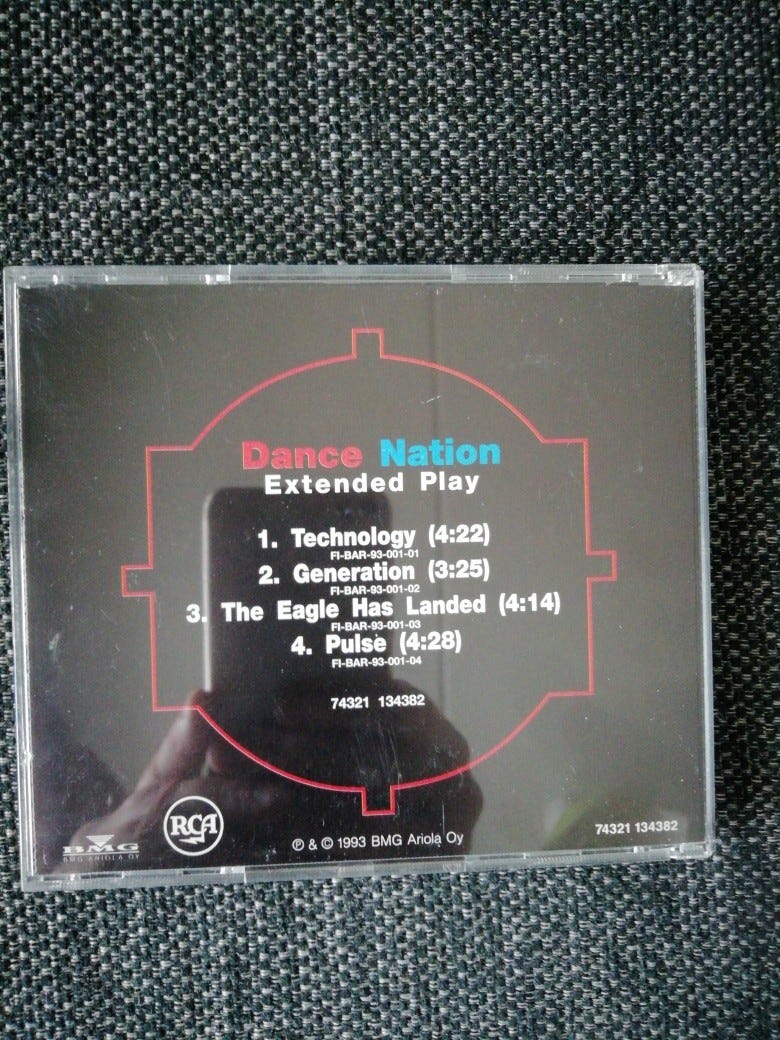 Dance Nation
Extended Play
1. Technology (4:22)
FI-BAR-93-001-01
2. Generation (3:25)
FI-BAR-93-001-02
3. The Eagle Has Landed (4:14)
FI-BAR-93-001-03
4. Pulse (4:28)
FI-BAR-93-001-04
74321 134382
BMG
BMG ARIOLA OY
RCA
℗ & © 1993 BMG Ariola Oy
74321 134382